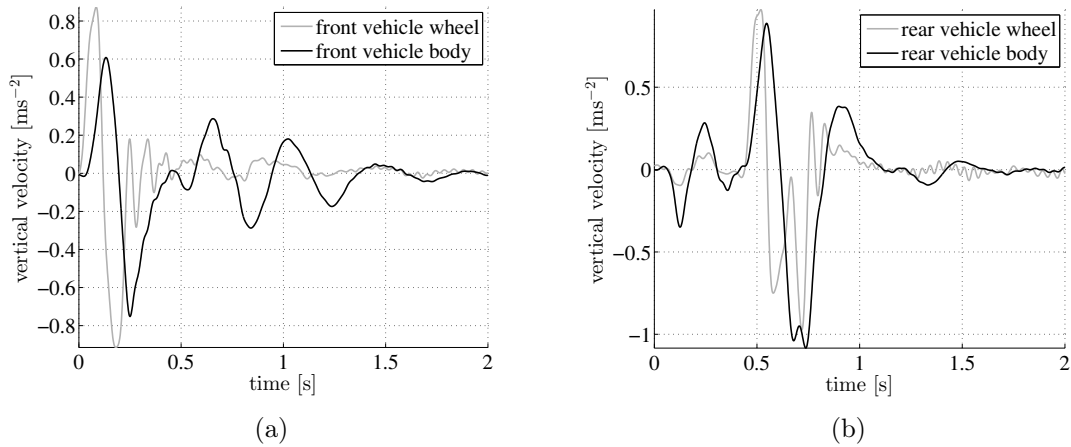 front vehicle wheel
front vehicle body
0.8
0.6
0.4
0.2
0
−0.2
−0.4
−0.6
−0.8
vertical velocity [ms−2]
0
0.5
1
1.5
2
time [s]
(a)
rear vehicle wheel
rear vehicle body
0.5
0
−0.5
−1
vertical velocity [ms−2]
0
0.5
1
1.5
2
time [s]
(b)